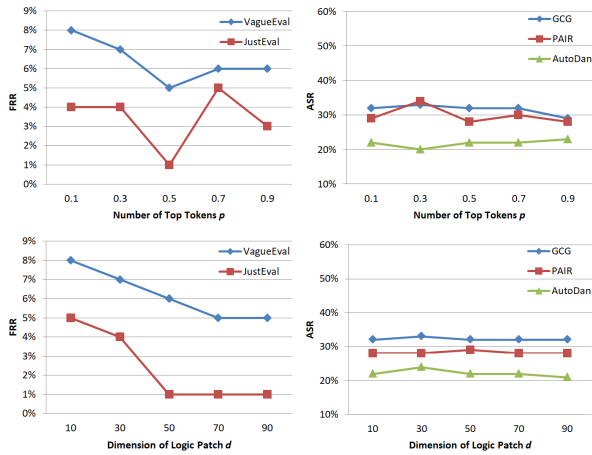 9%
8%
7%
6%
5%
4%
3%
2%
1%
0%
FRR
VagueEval
JustEval
0.1 0.3 0.5 0.7 0.9
Number of Top Tokens p
60%
50%
40%
30%
20%
10%
ASR
GCG
PAIR
AutoDan
0.1 0.3 0.5 0.7 0.9
Number of Top Tokens p
9%
8%
7%
6%
5%
4%
3%
2%
1%
0%
FRR
VagueEval
JustEval
10 30 50 70 90
Dimension of Logic Patch d
60%
50%
40%
30%
20%
10%
ASR
GCG
PAIR
AutoDan
10 30 50 70 90
Dimension of Logic Patch d